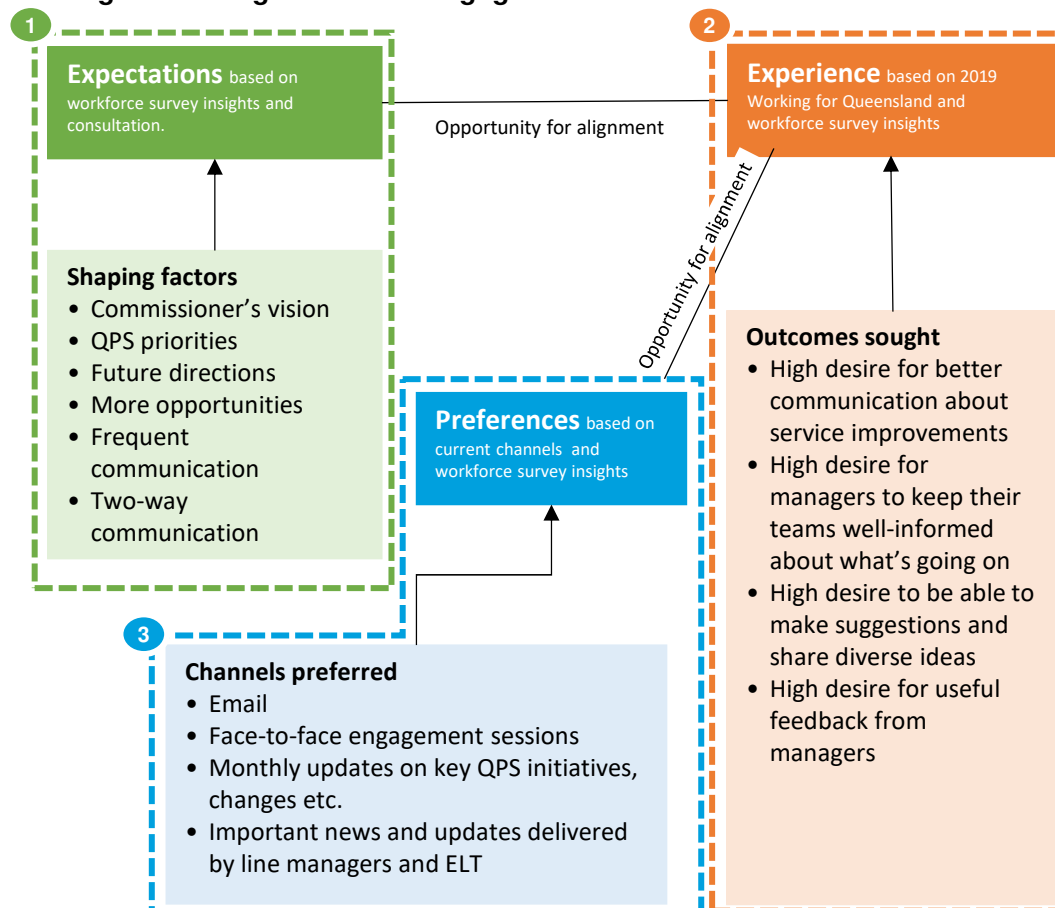 1
Expectations based on
workforce survey insights and
consultation.
Shaping factors
• Commissioner’s vision
• QPS priorities
• Future directions
• More opportunities
• Frequent
communication
• Two-way
communication
Opportunity for alignment
2
Experience based on 2019
Working for Queensland and
workforce survey insights
Opportunity for alignment
Outcomes sought
• High desire for better
communication about
service improvements
• High desire for
managers to keep their
teams well-informed
about what’s going on
• High desire to be able to
make suggestions and
share diverse ideas
• High desire for useful
feedback from
managers
Preferences based on
current channels and
workforce survey insights
3
Channels preferred
• Email
• Face-to-face engagement sessions
• Monthly updates on key QPS initiatives,
changes etc.
• Important news and updates delivered
by line managers and ELT